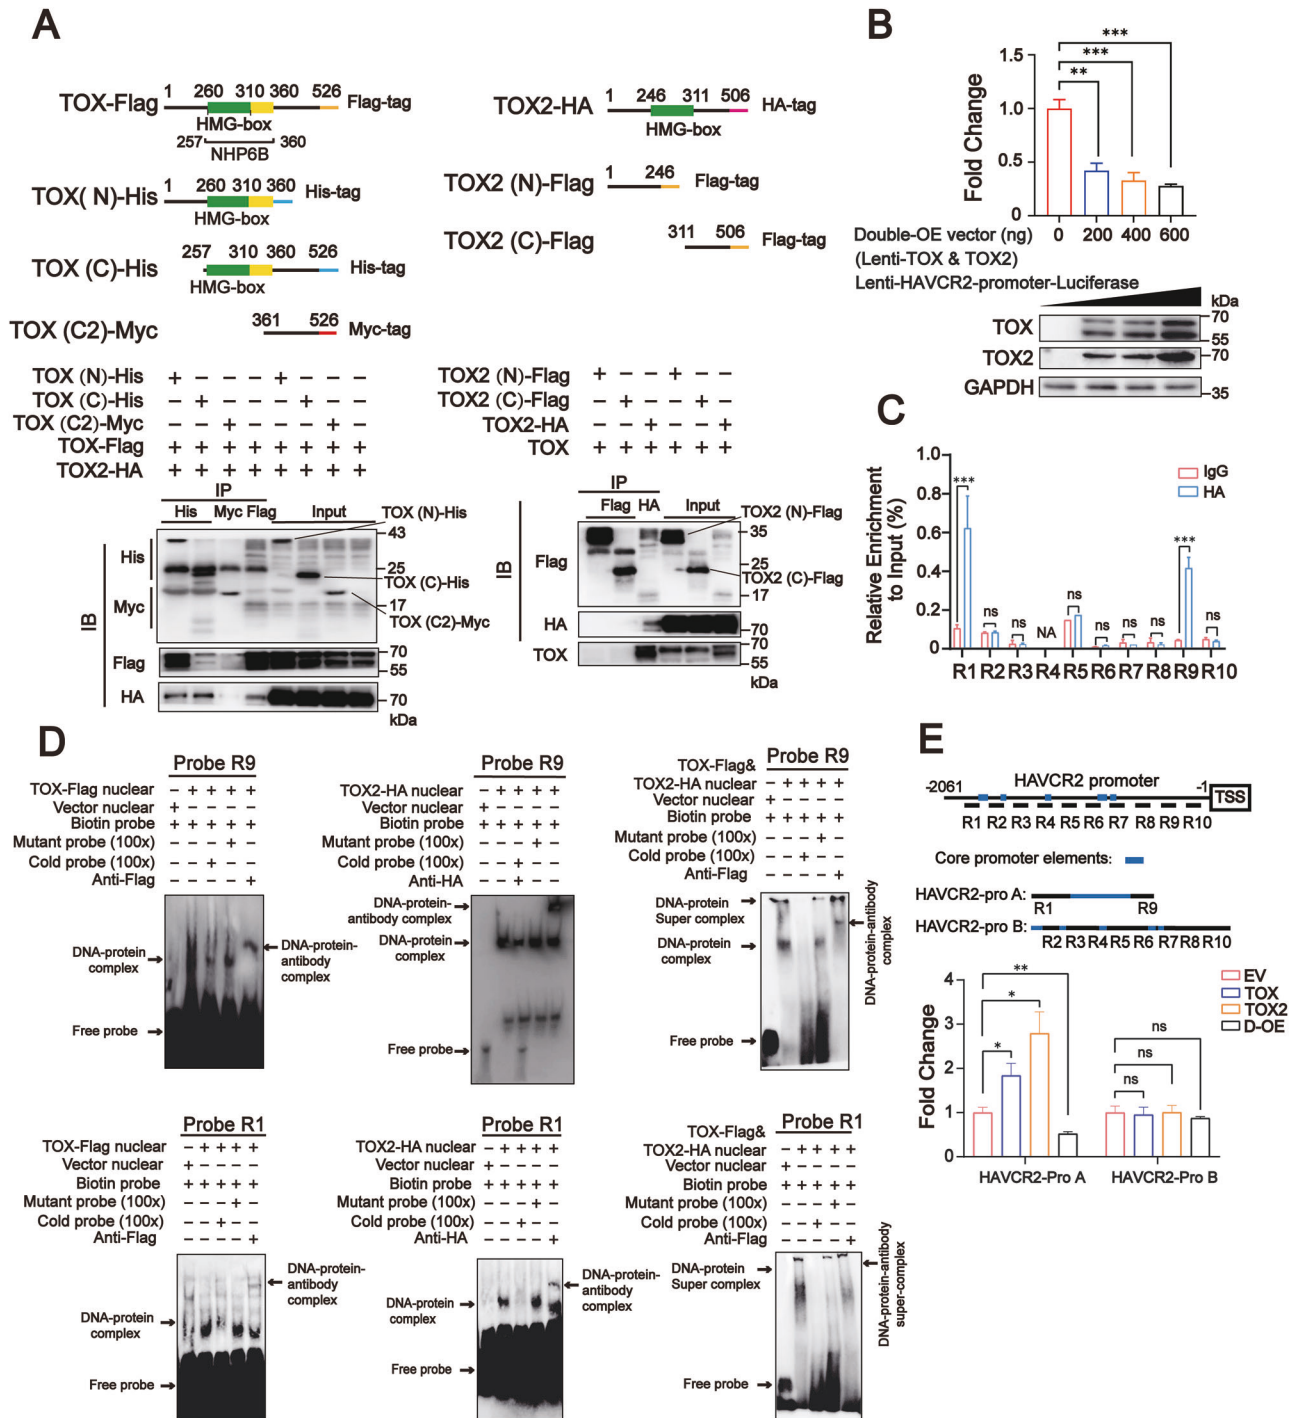 A
1 260 310 360 526
TOX-Flag Flag-tag
HMG-box
257 360
NHP6B
1 260 310 360
TOX( N)-His His-tag
HMG-box
257 310 360 526
TOX (C)-His His-tag
HMG-box
361 526
TOX (C2)-Myc Myc-tag
1 246 311 506
TOX2-HA HA-tag
HMG-box
1 246
TOX2 (N)-Flag Flag-tag
311 506
TOX2 (C)-Flag Flag-tag
TOX (N)-His + − − − + − − −
TOX (C)-His − + − − − + − −
TOX (C2)-Myc − − + − − − + −
TOX-Flag + + + + + + + +
TOX2-HA + + + + + + + +
IP
His Myc Flag Input
TOX (N)-His
43
His
25
TOX (C)-His
Myc
17
TOX (C2)-Myc
IB
Flag
70
55
HA
70
kDa
TOX2 (N)-Flag + − − + − −
TOX2 (C)-Flag − + − − + −
TOX2-HA − − + − − +
TOX + + + + + +
IP
Flag HA Input
TOX2 (N)-Flag
35
Flag
25
TOX2 (C)-Flag
17
IB
HA
70
TOX
70
55
kDa
B
Fold Change
1.5
1.0
0.5
0
***
***
**
Double-OE vector (ng) 0 200 400 600
(Lenti-TOX & TOX2)
Lenti-HAVCR2-promoter-Luciferase
kDa
TOX
70
55
TOX2
70
GAPDH
35
C
Relative Enrichment
to Input (%)
1.0
0.8
0.6
0.4
0.2
0
IgG
HA
*** ns ns NA ns ns ns ns *** ns
R1 R2 R3 R4 R5 R6 R7 R8 R9 R10
D
Probe R9
TOX-Flag nuclear − + + + +
Vector nuclear + − − − −
Biotin probe + + + + +
Mutant probe (100x) − − − + −
Cold probe (100x) − − + − −
Anti-Flag − − − − +
DNA-protein
complex
DNA-protein-
antibody
complex
Free probe
Probe R9
TOX2-HA nuclear − + + + +
Vector nuclear + − − − −
Biotin probe + + + + +
Mutant probe (100x) − − − + −
Cold probe (100x) − − + − −
Anti-HA − − − − +
DNA-protein-
antibody complex
DNA-protein
complex
Free probe
Probe R9
TOX-Flag&
TOX2-HA nuclear − + + + +
Vector nuclear + − − − −
Biotin probe + + + + +
Mutant probe (100x) − − − + −
Cold probe (100x) − − + − −
Anti-Flag − − − − +
DNA-protein
Super complex
DNA-protein
complex
DNA-protein-antibody
complex
Free probe
Probe R1
TOX-Flag nuclear − + + + +
Vector nuclear + − − − −
Biotin probe + + + + +
Mutant probe (100x) − − − + −
Cold probe (100x) − − + − −
Anti-Flag − − − − +
DNA-protein-
antibody
complex
DNA-protein
complex
Free probe
Probe R1
TOX2-HA nuclear − + + + +
Vector nuclear + − − − −
Biotin probe + + + + +
Mutant probe (100x) − − − + −
Cold probe (100x) − − + − −
Anti-HA − − − − +
DNA-protein-
antibody
complex
DNA-protein
complex
Free probe
Probe R1
TOX-Flag&
TOX2-HA nuclear − + + + +
Vector nuclear + − − − −
Biotin probe + + + + +
Mutant probe (100x) − − − + −
Cold probe (100x) − − + − −
Anti-Flag − − − − +
DNA-protein
Super complex
DNA-protein-antibody
super-complex
Free probe
E
HAVCR2 promoter
-2061 -1
TSS
R1 R2 R3 R4 R5 R6 R7 R8 R9 R10
Core promoter elements:
HAVCR2-pro A:
R1 R9
HAVCR2-pro B:
R2 R3 R4 R5 R6 R7 R8 R10
Fold Change
4
3
2
1
0
**
*
*
ns
ns
ns
EV
TOX
TOX2
D-OE
HAVCR2-Pro A HAVCR2-Pro B